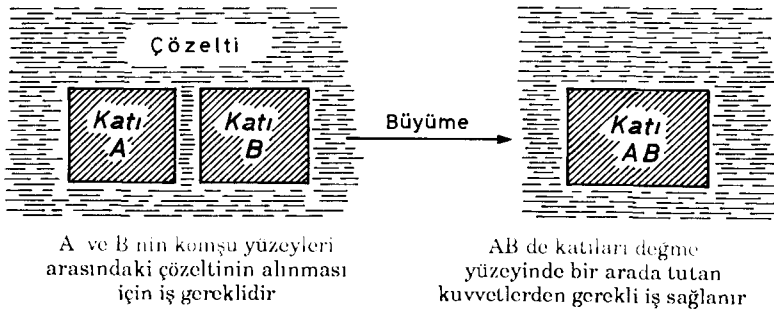 Çözelti
Katı
A
Katı
B
Büyüme
Katı
AB
A ve B nin komşu yüzeyleri
arasındaki çözeltinin alınması
için iş gereklidir
AB de katıları değme
yüzeyinde bir arada tutan
kuvvetlerden gerekli iş sağlanır